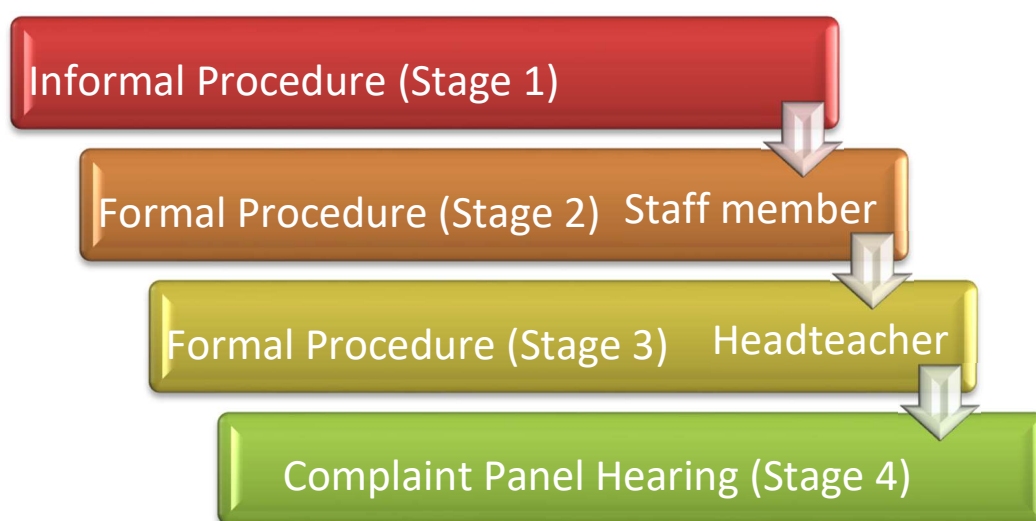 Informal Procedure (Stage 1)
Formal Procedure (Stage 2) Staff member
Formal Procedure (Stage 3) Headteacher
Complaint Panel Hearing (Stage 4)